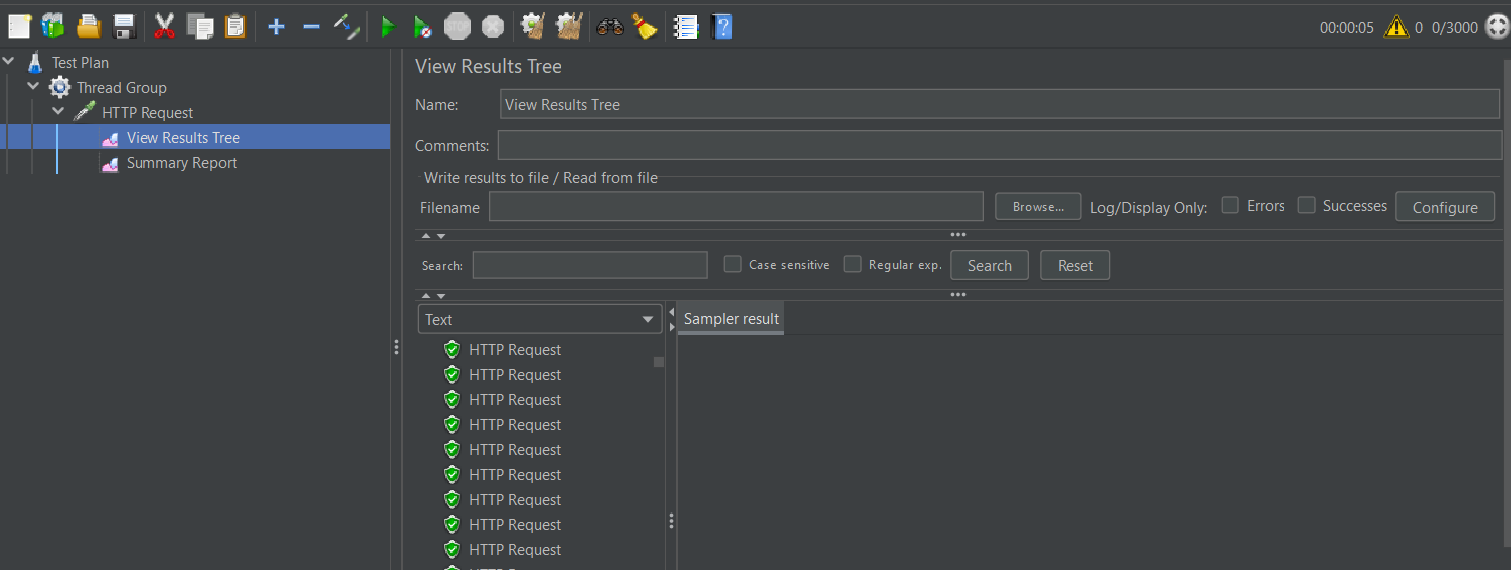 STOP
00:00:05 0 0/3000
Test Plan
Thread Group
HTTP Request
View Results Tree
Summary Report
View Results Tree
Name: View Results Tree
Comments:
Write results to file / Read from file
Filename Browse... Log/Display Only: Errors Successes Configure
Search: Case sensitive Regular exp. Search Reset
Text
Sampler result
HTTP Request
HTTP Request
HTTP Request
HTTP Request
HTTP Request
HTTP Request
HTTP Request
HTTP Request
HTTP Request